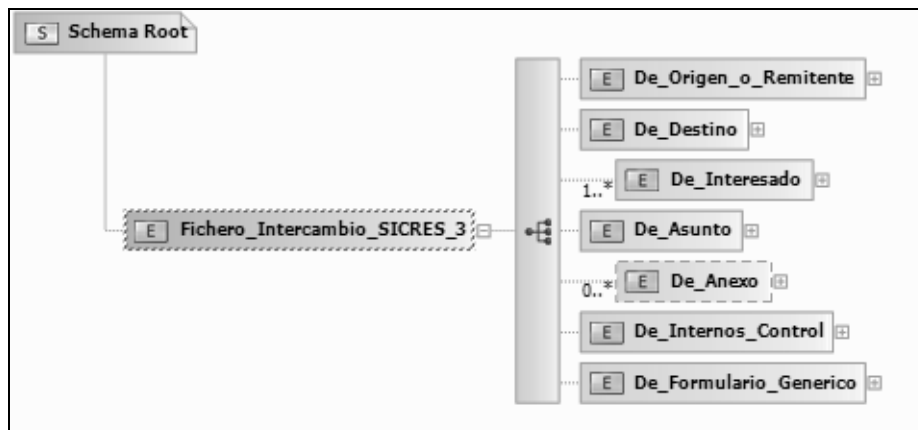 S Schema Root
E De_Origen_o_Remitente
E De_Destino
1..* E De_Interesado
E Fichero_Intercambio_SICRES_3
E De_Asunto
0..* E De_Anexo
E De_Internos_Control
E De_Formulario_Generico